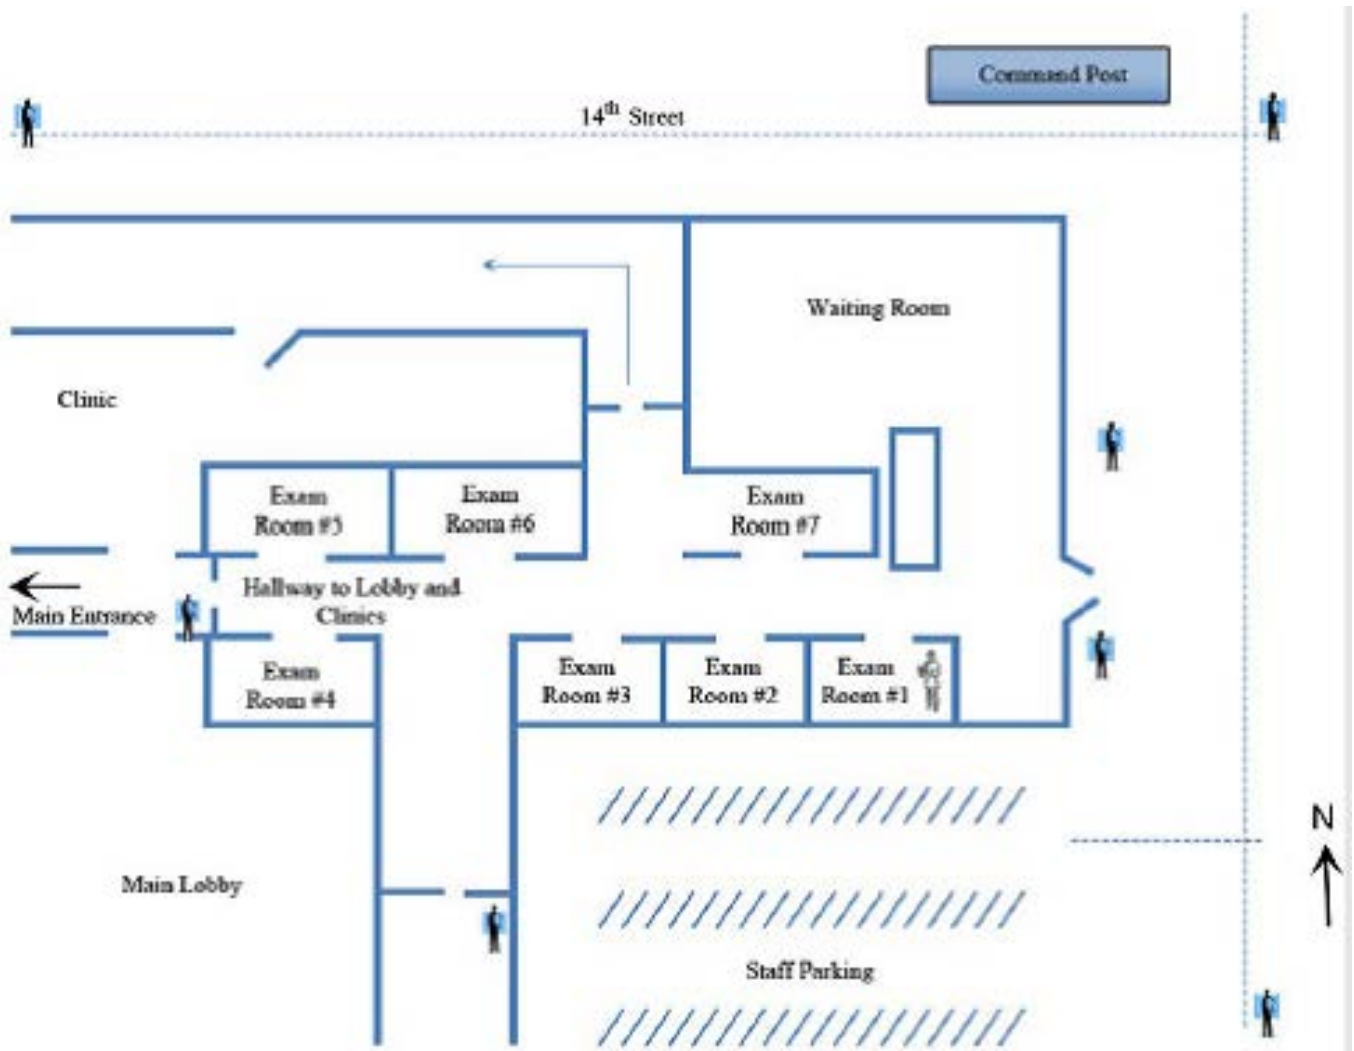 Command Post
14th Street
Waiting Room
Clinic
Exam
Room #5
Exam
Room #6
Exam
Room #7
Hallway to Lobby and
Clinics
Main Entrance
Exam
Room #4
Exam
Room #3
Exam
Room #2
Exam
Room #1
N
Main Lobby
Staff Parking